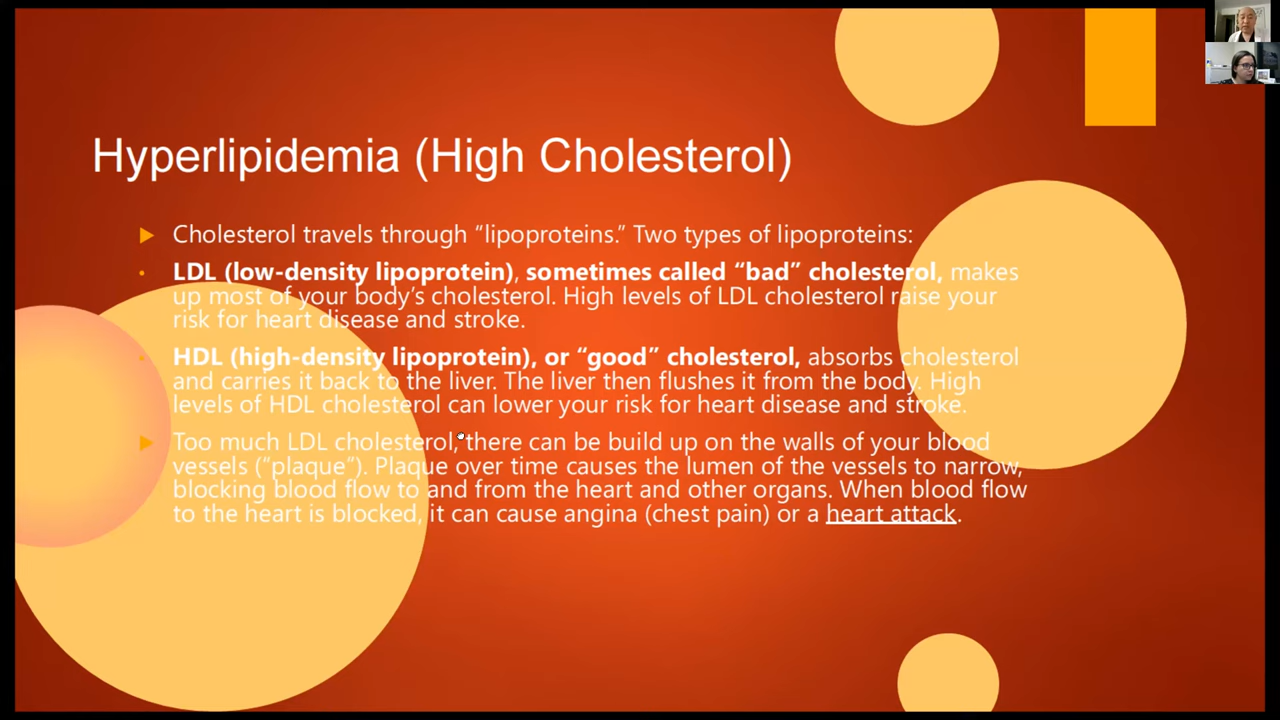 Hyperlipidemia (High Cholesterol)
Cholesterol travels through “lipoproteins.” Two types of lipoproteins:
LDL (low-density lipoprotein), sometimes called “bad” cholesterol, makes
up most of your body’s cholesterol. High levels of LDL cholesterol raise your
risk for heart disease and stroke.
HDL (high-density lipoprotein), or “good” cholesterol, absorbs cholesterol
and carries it back to the liver. The liver then flushes it from the body. High
levels of HDL cholesterol can lower your risk for heart disease and stroke.
Too much LDL cholesterol, there can be build up on the walls of your blood
vessels (“plaque”). Plaque over time causes the lumen of the vessels to narrow,
blocking blood flow to and from the heart and other organs. When blood flow
to the heart is blocked, it can cause angina (chest pain) or a heart attack.